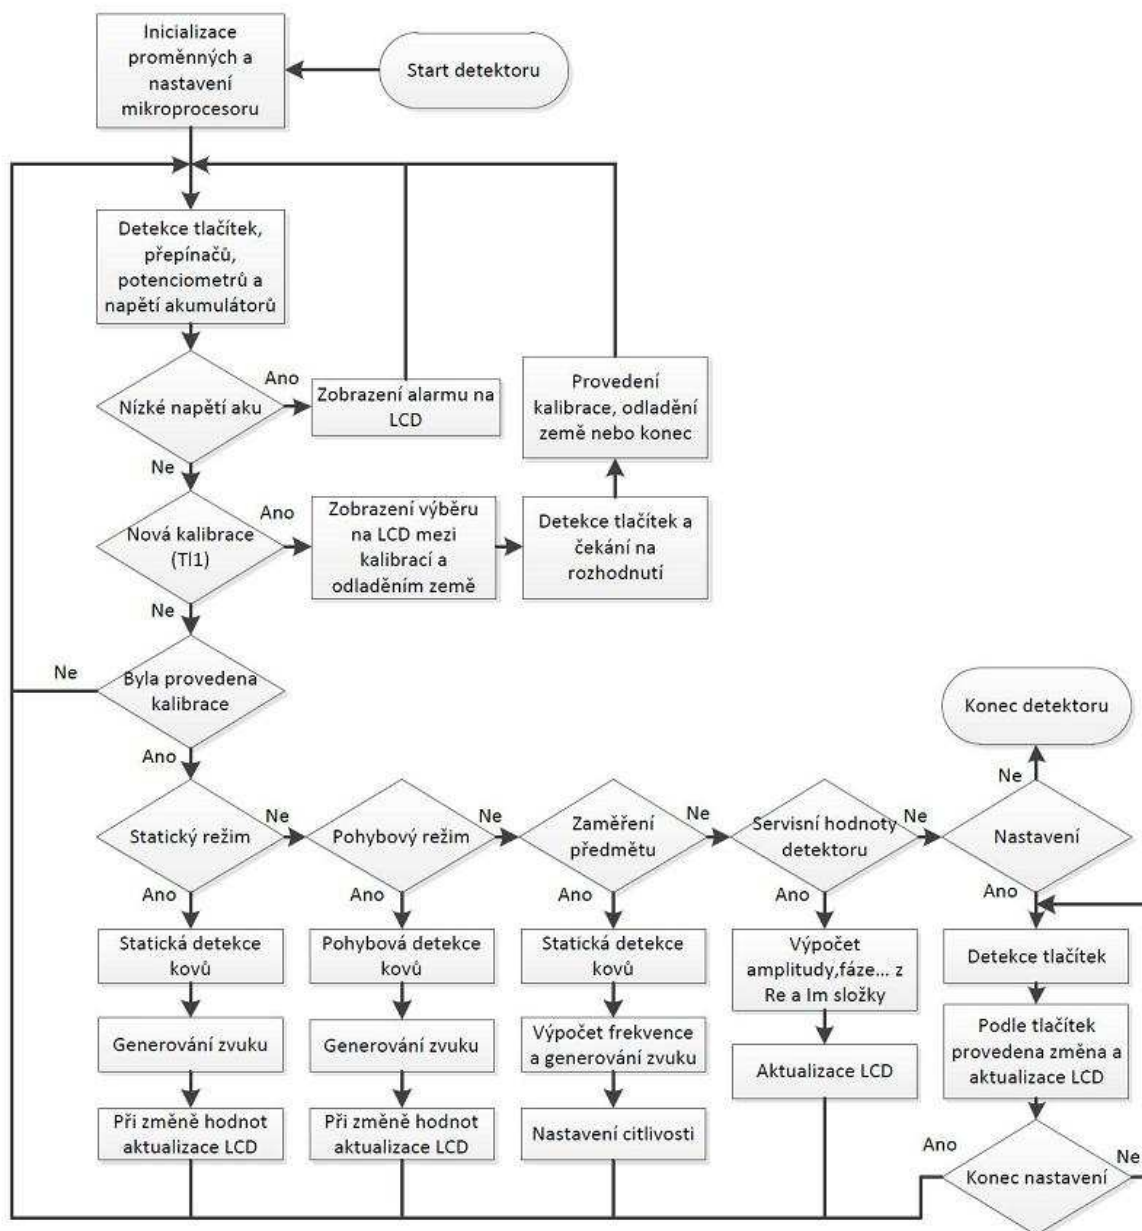 Inicializace
proměnných a
nastavení
mikroprocesoru
Start detektoru
Detekce tlačítek,
přepínačů,
potenciometrů a
napětí akumulátorů
Nízké napětí aku
Ano
Zobrazení alarmu na
LCD
Provedení
kalibrace, odladění
země nebo konec
Ne
Nová kalibrace
(Tl1)
Ano
Zobrazení výběru
na LCD mezi
kalibrací a
odladěním země
Detekce tlačítek a
čekání na
rozhodnutí
Ne
Byla provedena
kalibrace
Ne
Ano
Konec detektoru
Ne
Statický režim
Ne
Pohybový režim
Ne
Zaměření
předmětu
Ne
Servisní hodnoty
detektoru
Ne
Nastavení
Ano
Ano
Ano
Ano
Ano
Statická detekce
kovů
Generování zvuku
Při změně hodnot
aktualizace LCD
Pohybová detekce
kovů
Generování zvuku
Při změně hodnot
aktualizace LCD
Statická detekce
kovů
Výpočet frekvence
a generování zvuku
Nastavení citlivosti
Výpočet
amplitudy,fáze... z
Re a Im složky
Aktualizace LCD
Detekce tlačítek
Podle tlačítek
provedena změna a
aktualizace LCD
Ano
Konec nastavení
Ne